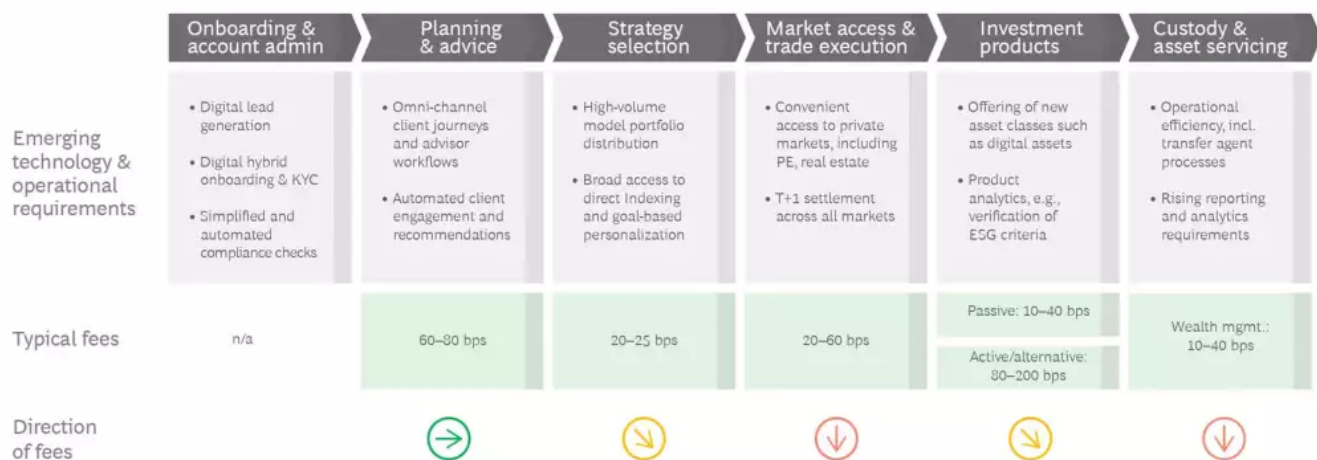 Onboarding &
account admin
Planning
& advice
Strategy
selection
Market access &
trade execution
Investment
products
Custody &
asset servicing
Emerging
technology &
operational
requirements
• Digital lead
generation
• Digital hybrid
onboarding & KYC
• Simplified and
automated
compliance checks
• Omni-channel
client journeys
and advisor
workflows
• Automated client
engagement and
recommendations
• High-volume
model portfolio
distribution
• Broad access to
direct Indexing
and goal-based
personalization
• Convenient
access to private
markets, including
PE, real estate
• T+1 settlement
across all markets
• Offering of new
asset classes such
as digital assets
• Product
analytics, e.g.,
verification of
ESG criteria
• Operational
efficiency, incl.
transfer agent
processes
• Rising reporting
and analytics
requirements
Typical fees
n/a
60–80 bps
20–25 bps
20–60 bps
Passive: 10–40 bps
Active/alternative:
80–200 bps
Wealth mgmt.:
10–40 bps
Direction
of fees